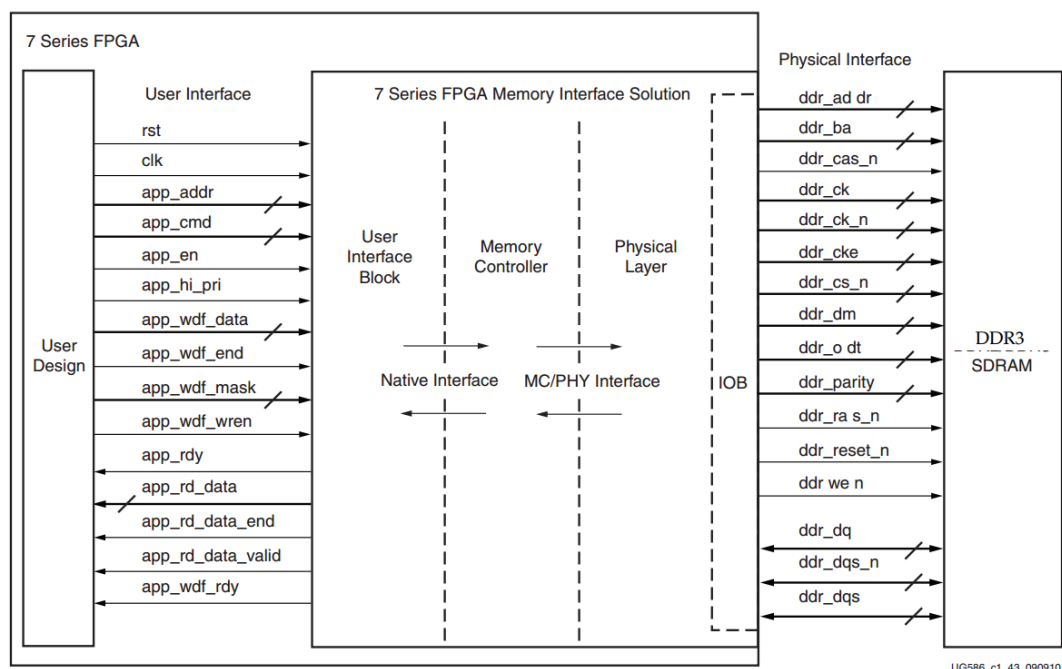 7 Series FPGA
Physical Interface
User Interface
7 Series FPGA Memory Interface Solution
rst
clk
app_addr
app_cmd
app_en
app_hi_pri
app_wdf_data
app_wdf_end
app_wdf_mask
app_wdf_wren
app_rdy
app_rd_data
app_rd_data_end
app_rd_data_valid
app_wdf_rdy
User
Design
User
Interface
Block
Memory
Controller
Physical
Layer
Native Interface
MC/PHY Interface
IOB
ddr_ad dr
ddr_ba
ddr_cas_n
ddr_ck
ddr_ck_n
ddr_cke
ddr_cs_n
ddr_dm
ddr_o dt
ddr_parity
ddr_ra s_n
ddr_reset_n
ddr we n
ddr_dq
ddr_dqs_n
ddr_dqs
DDR3
SDRAM
UG586_c1_43_090910